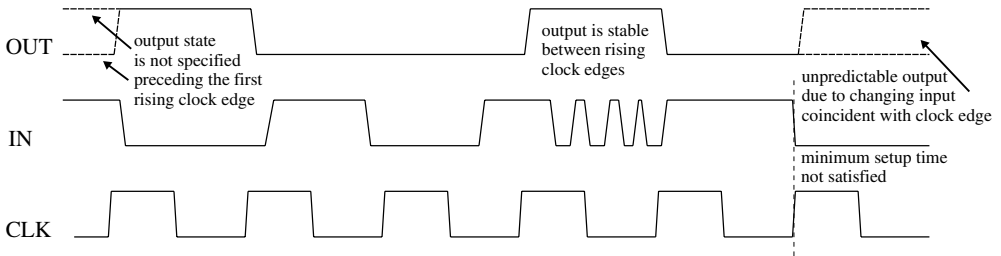 OUT
output state
is not specified
preceding the first
rising clock edge
output is stable
between rising
clock edges
unpredictable output
due to changing input
coincident with clock edge
IN
minimum setup time
not satisfied
CLK